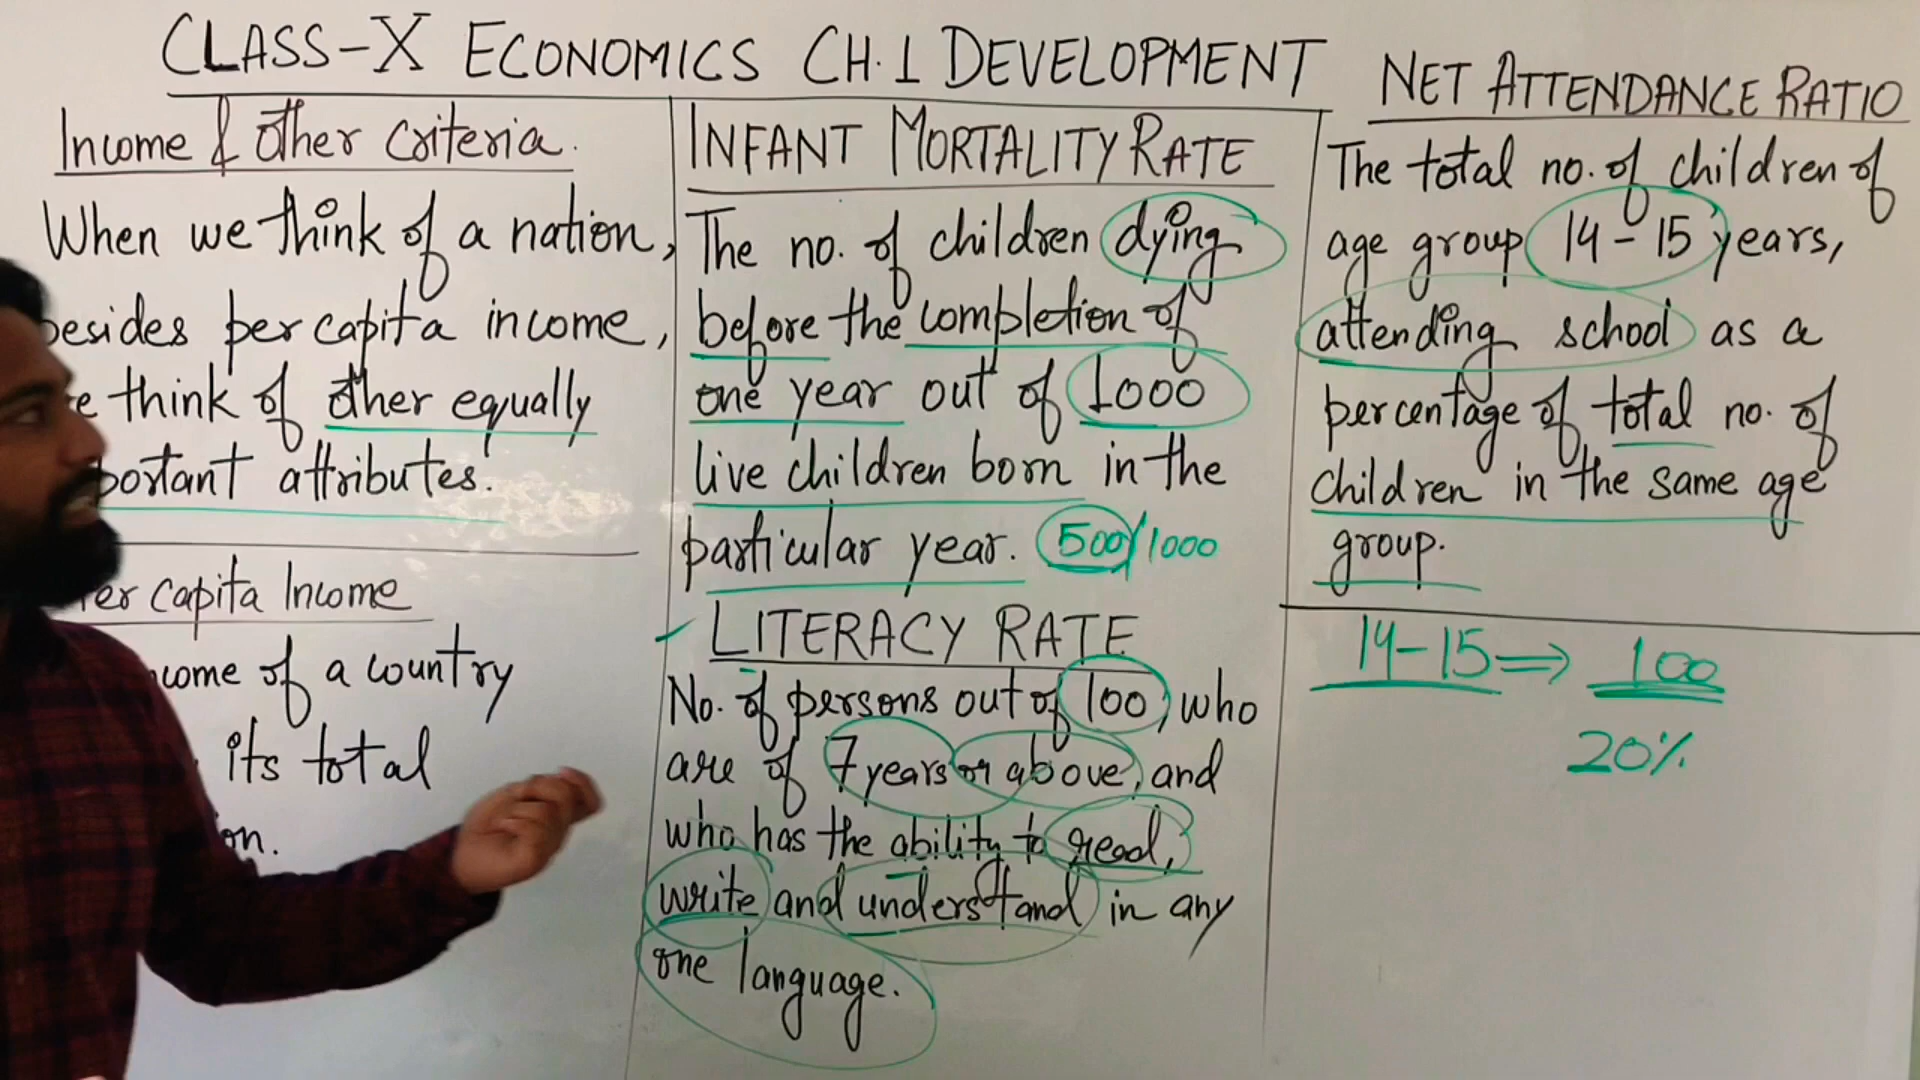 CLASS-X ECONOMICS CH.1 DEVELOPMENT
Income & other criteria.
When we think of a nation,
besides per capita income,
think of other equally
portant attributes.
er capita Income
come of a country
its total
on.
INFANT MORTALITY RATE
The no. of children dying
before the completion of
one year out of 1000
live children born in the
particular year. 500/1000
LITERACY RATE
No. of persons out of 100, who
are of 7 years or above, and
who has the ability to read,
write and understand in any
one language.
NET ATTENDANCE RATIO
The total no. of children of
age group 14-15 years,
attending school as a
percentage of total no. of
children in the same age
group.
14-15 ⇒ 100
20%